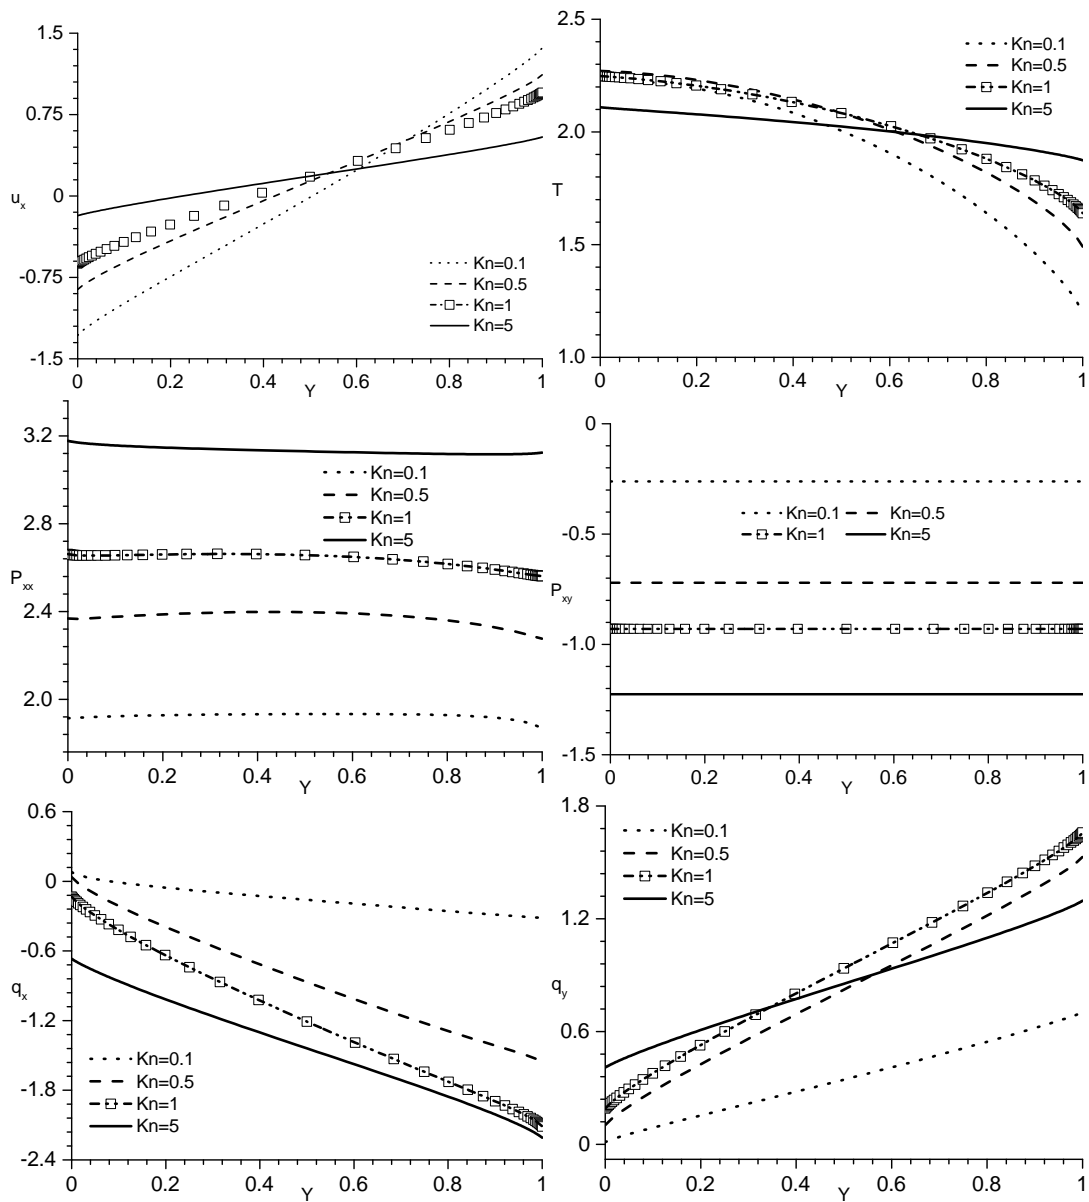 1.5
0.75
0
-0.75
-1.5
u_x
0 0.2 0.4 0.6 0.8 1
Y
Kn=0.1
Kn=0.5
Kn=1
Kn=5
2.5
2.0
1.5
1.0
T
0 0.2 0.4 0.6 0.8 1
Y
Kn=0.1
Kn=0.5
Kn=1
Kn=5
3.2
2.8
2.4
2.0
P_xx
0 0.2 0.4 0.6 0.8 1
Y
Kn=0.1
Kn=0.5
Kn=1
Kn=5
0
-0.5
-1.0
-1.5
P_xy
0.2 0.4 0.6 0.8 1
Y
Kn=0.1 Kn=0.5
Kn=1 Kn=5
0.6
0
-0.6
-1.2
-1.8
-2.4
q_x
0 0.2 0.4 0.6 0.8 1
Y
Kn=0.1
Kn=0.5
Kn=1
Kn=5
1.8
1.2
0.6
0
q_y
0 0.2 0.4 0.6 0.8 1
Y
Kn=0.1
Kn=0.5
Kn=1
Kn=5